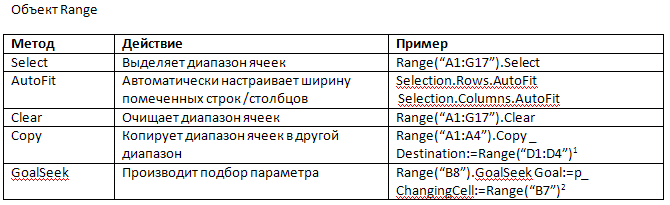 Объект Range
Метод Действие Пример
Select Выделяет диапазон ячеек Range(“A1:G17”).Select
AutoFit Автоматически настраивает ширину Selection.Rows.AutoFit
помеченных строк/столбцов Selection.Columns.AutoFit
Clear Очищает диапазон ячеек Range(“A1:G17”).Clear
Copy Копирует диапазон ячеек в другой Range(“A1:A4”).Copy _
диапазон Destination:=Range(“D1:D4”)¹
GoalSeek Производит подбор параметра Range(“B8”).GoalSeek Goal:=p_
ChangingCell:=Range(“B7”)²